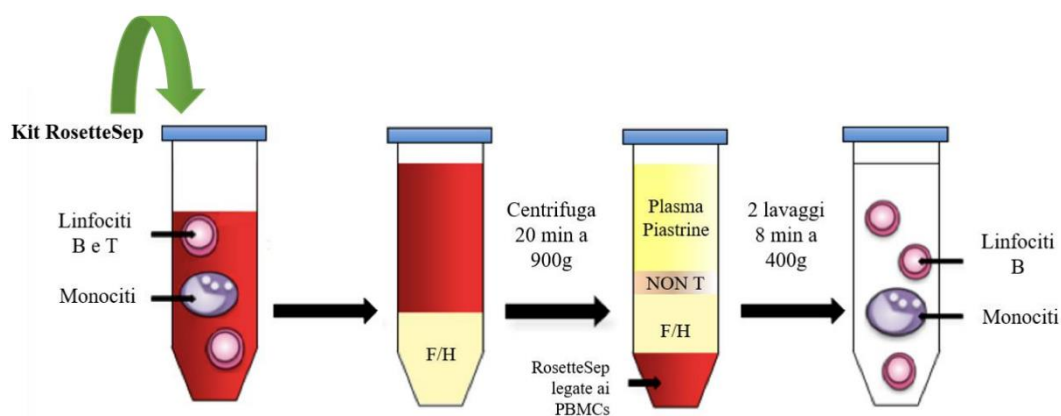 Kit RosetteSep
Linfociti
B e T
Monociti
F/H
Centrifuga
20 min a
900g
Plasma
Piastrine
NON T
F/H
RosetteSep
legate ai
PBMCs
2 lavaggi
8 min a
400g
Linfociti
B
Monociti